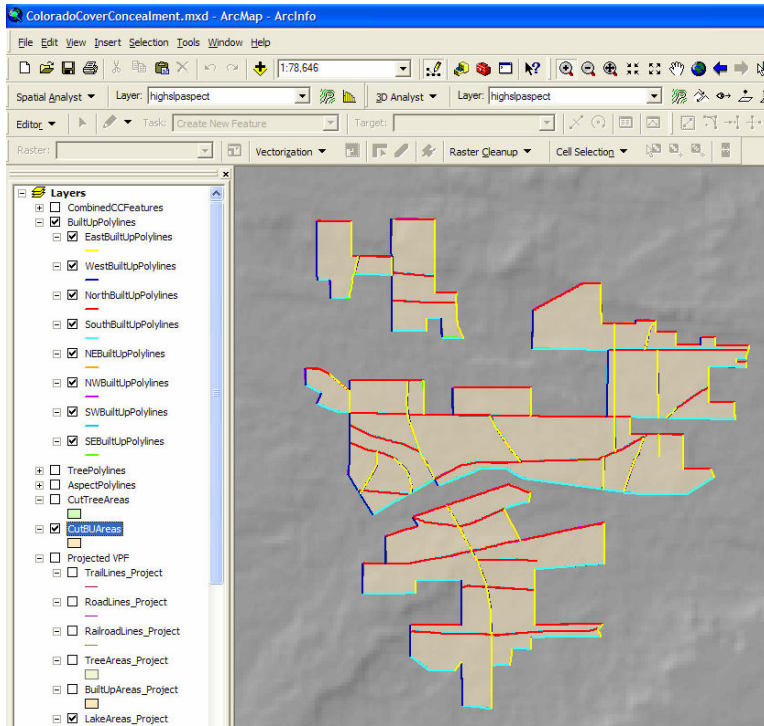 ColoradoCoverConcealment.mxd - ArcMap - ArcInfo
File Edit View Insert Selection Tools Window Help
1:78,646
Spatial Analyst Layer: highslpaspect 3D Analyst Layer: highslpaspect
Editor Task: Create New Feature Target:
Raster: Vectorization Raster Cleanup Cell Selection
Layers
CombinedCCFeatures
BuiltUpPolylines
EastBuiltUpPolylines
WestBuiltUpPolylines
NorthBuiltUpPolylines
SouthBuiltUpPolylines
NEBuiltUpPolylines
NWBuiltUpPolylines
SWBuiltUpPolylines
SEBuiltUpPolylines
TreePolylines
AspectPolylines
CutTreeAreas
CutBUAreas
Projected VPF
TrailLines_Project
RoadLines_Project
RailroadLines_Project
TreeAreas_Project
BuiltUpAreas_Project
LakeAreas_Project